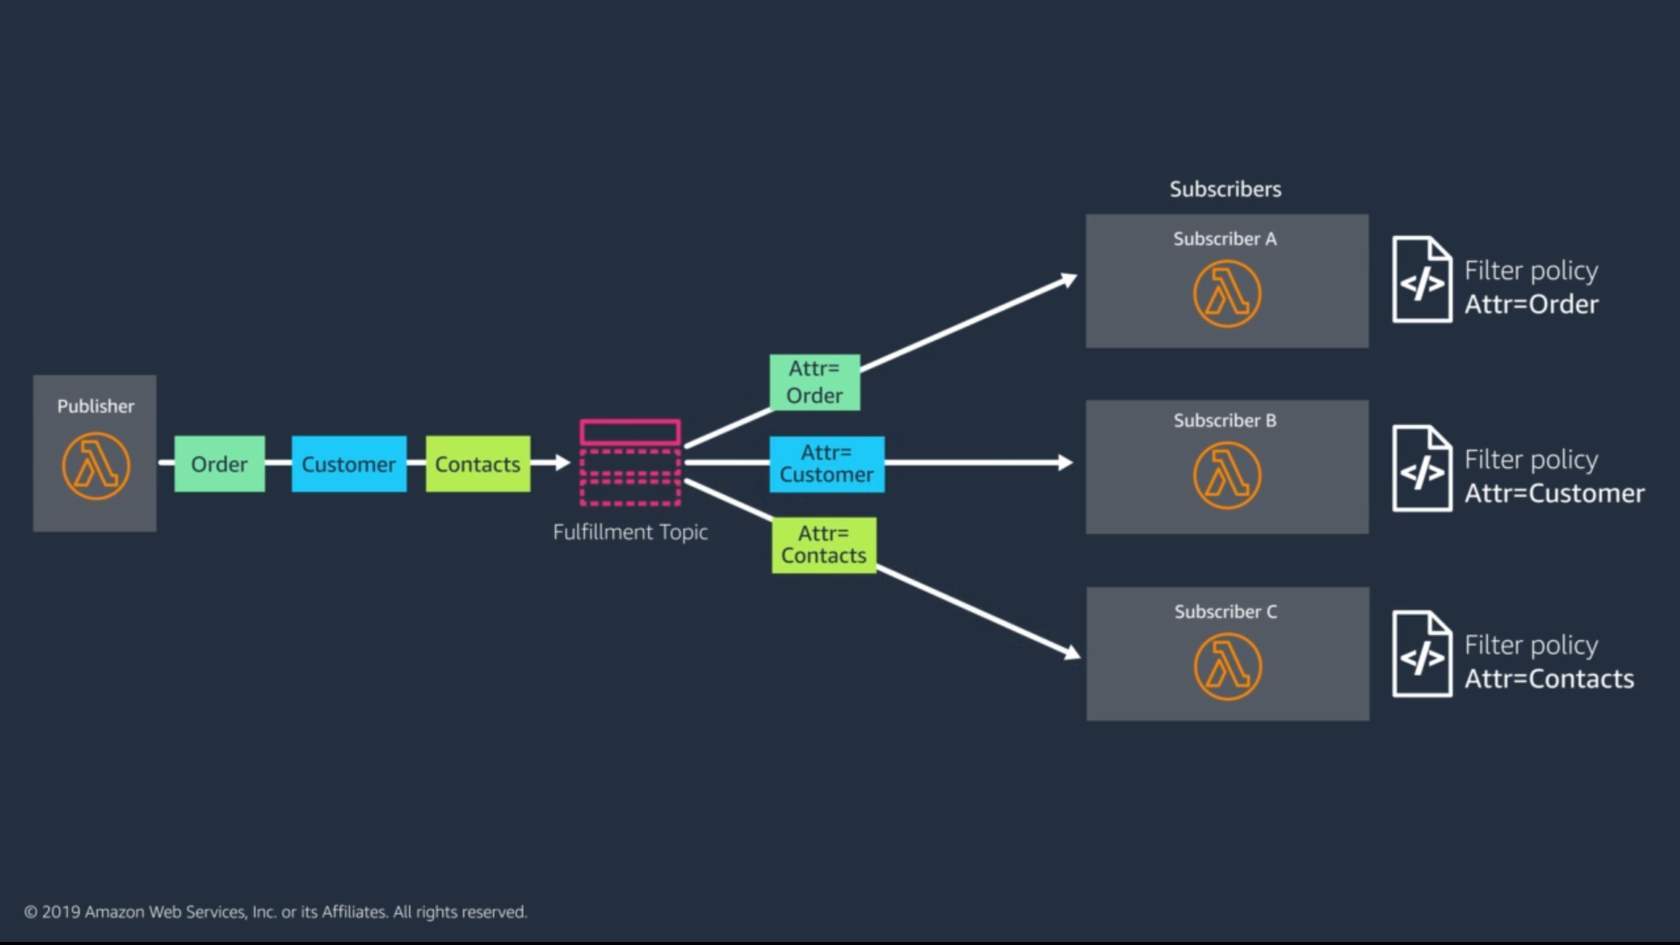 Subscribers
Subscriber A
Filter policy
Attr=Order
Attr=
Order
Publisher
Order
Customer
Contacts
Fulfillment Topic
Attr=
Customer
Subscriber B
Filter policy
Attr=Customer
Attr=
Contacts
Subscriber C
Filter policy
Attr=Contacts
© 2019 Amazon Web Services, Inc. or its Affiliates. All rights reserved.